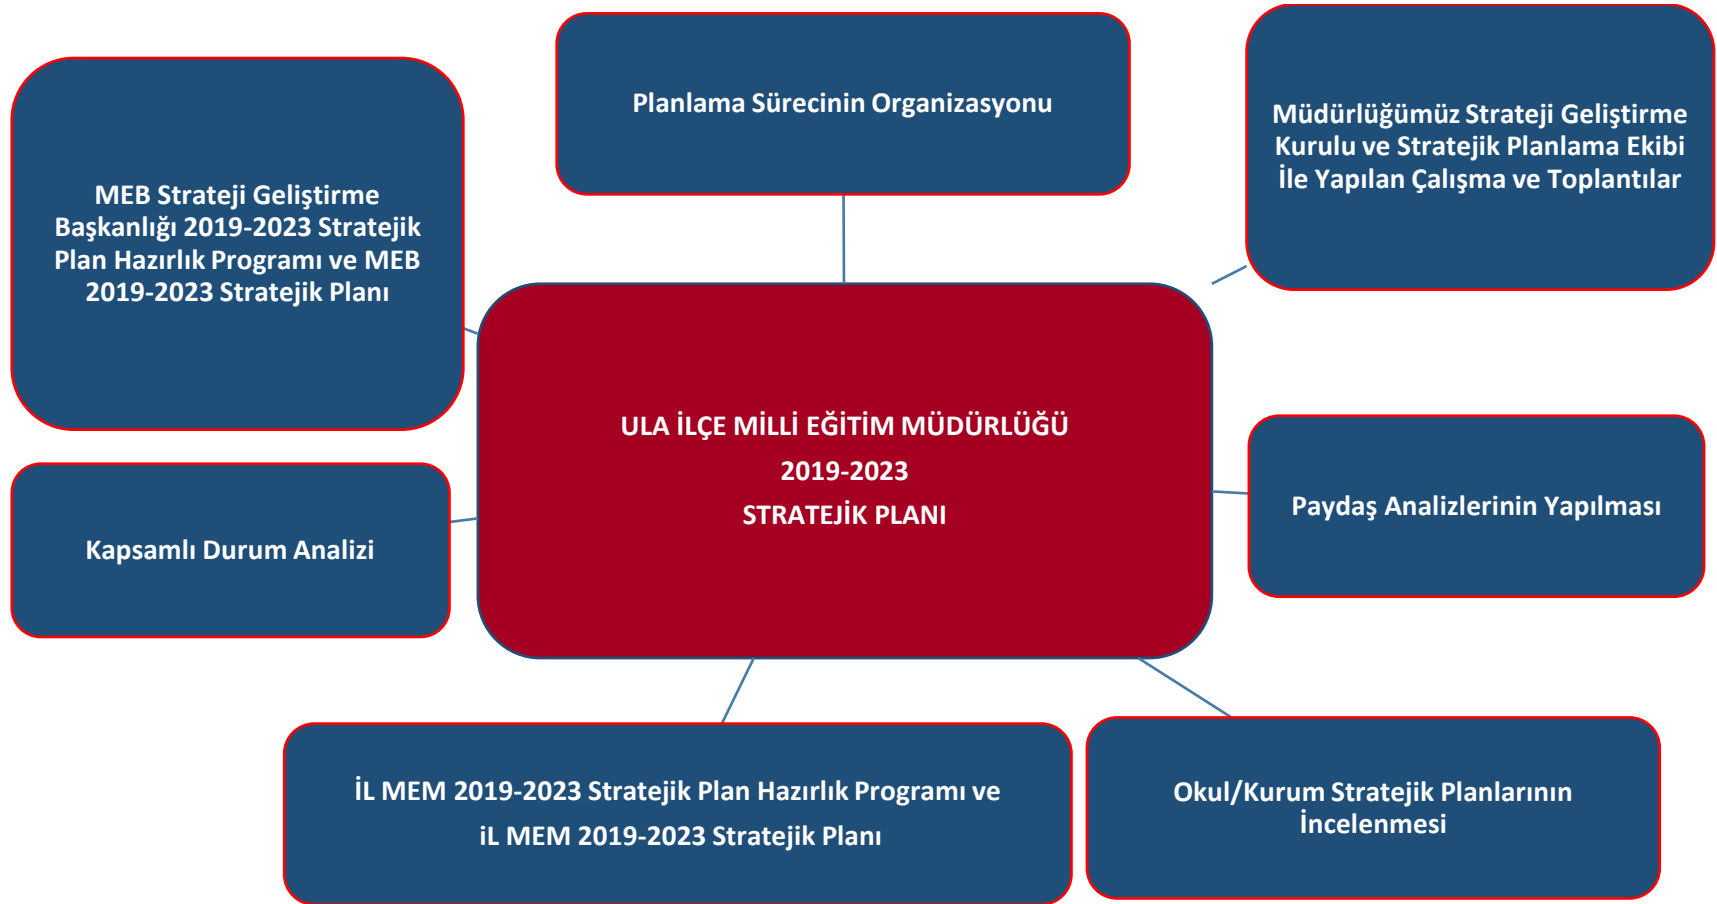 Planlama Sürecinin Organizasyonu
Müdürlüğümüz Strateji Geliştirme
Kurulu ve Stratejik Planlama Ekibi
İle Yapılan Çalışma ve Toplantılar
MEB Strateji Geliştirme
Başkanlığı 2019-2023 Stratejik
Plan Hazırlık Programı ve MEB
2019-2023 Stratejik Planı
ULA İLÇE MİLLİ EĞİTİM MÜDÜRLÜĞÜ
2019-2023
STRATEJİK PLANI
Paydaş Analizlerinin Yapılması
Kapsamlı Durum Analizi
İL MEM 2019-2023 Stratejik Plan Hazırlık Programı ve
iL MEM 2019-2023 Stratejik Planı
Okul/Kurum Stratejik Planlarının
İncelenmesi